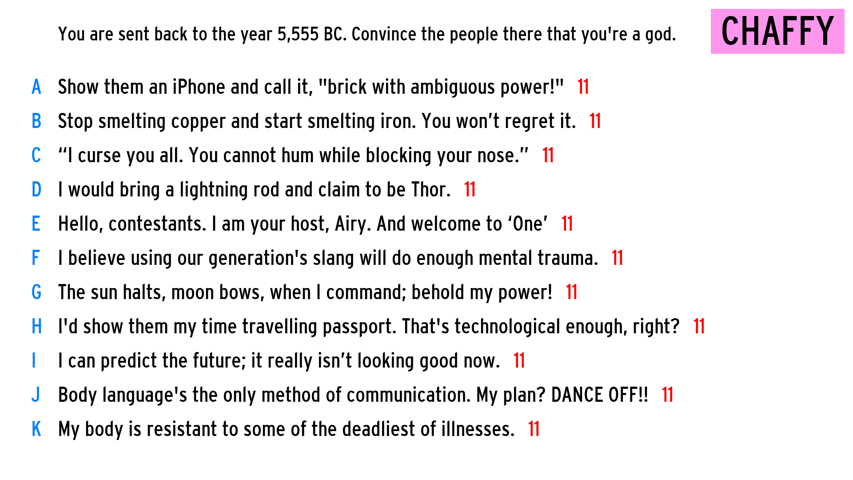 You are sent back to the year 5,555 BC. Convince the people there that you're a god.
CHAFFY
A Show them an iPhone and call it, "brick with ambiguous power!" 11
B Stop smelting copper and start smelting iron. You won’t regret it. 11
C “I curse you all. You cannot hum while blocking your nose.” 11
D I would bring a lightning rod and claim to be Thor. 11
E Hello, contestants. I am your host, Airy. And welcome to ‘One’ 11
F I believe using our generation's slang will do enough mental trauma. 11
G The sun halts, moon bows, when I command; behold my power! 11
H I'd show them my time travelling passport. That's technological enough, right? 11
I I can predict the future; it really isn’t looking good now. 11
J Body language's the only method of communication. My plan? DANCE OFF!! 11
K My body is resistant to some of the deadliest of illnesses. 11